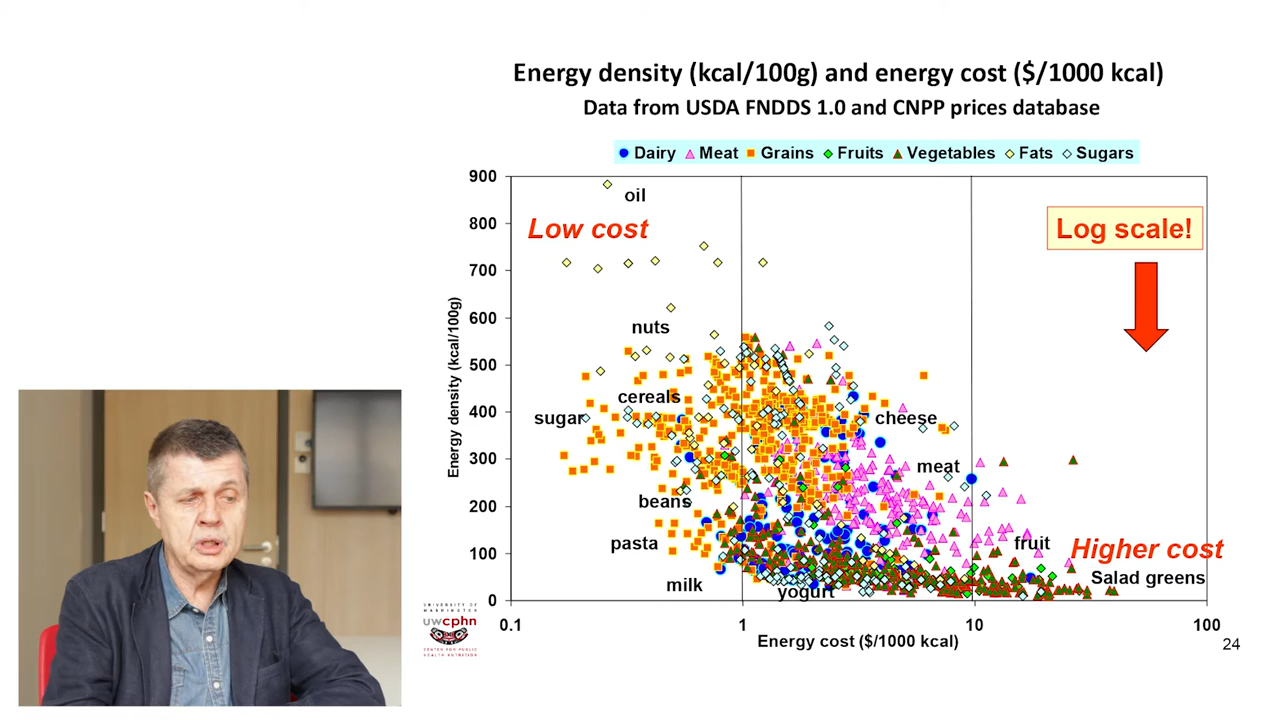 Energy density (kcal/100g) and energy cost ($/1000 kcal)
Data from USDA FNDDS 1.0 and CNPP prices database
Dairy Meat Grains Fruits Vegetables Fats Sugars
900
800
700
600
500
400
300
200
100
0
Energy density (kcal/100g)
oil
Low cost
Log scale!
nuts
cereals
sugar
cheese
meat
beans
pasta
fruit
Higher cost
Salad greens
milk
yogurt
0.1 1 10 100
Energy cost ($/1000 kcal)
UNIVERSITY OF
WASHINGTON
uwcphn
CENTER FOR PUBLIC
HEALTH NUTRITION
24